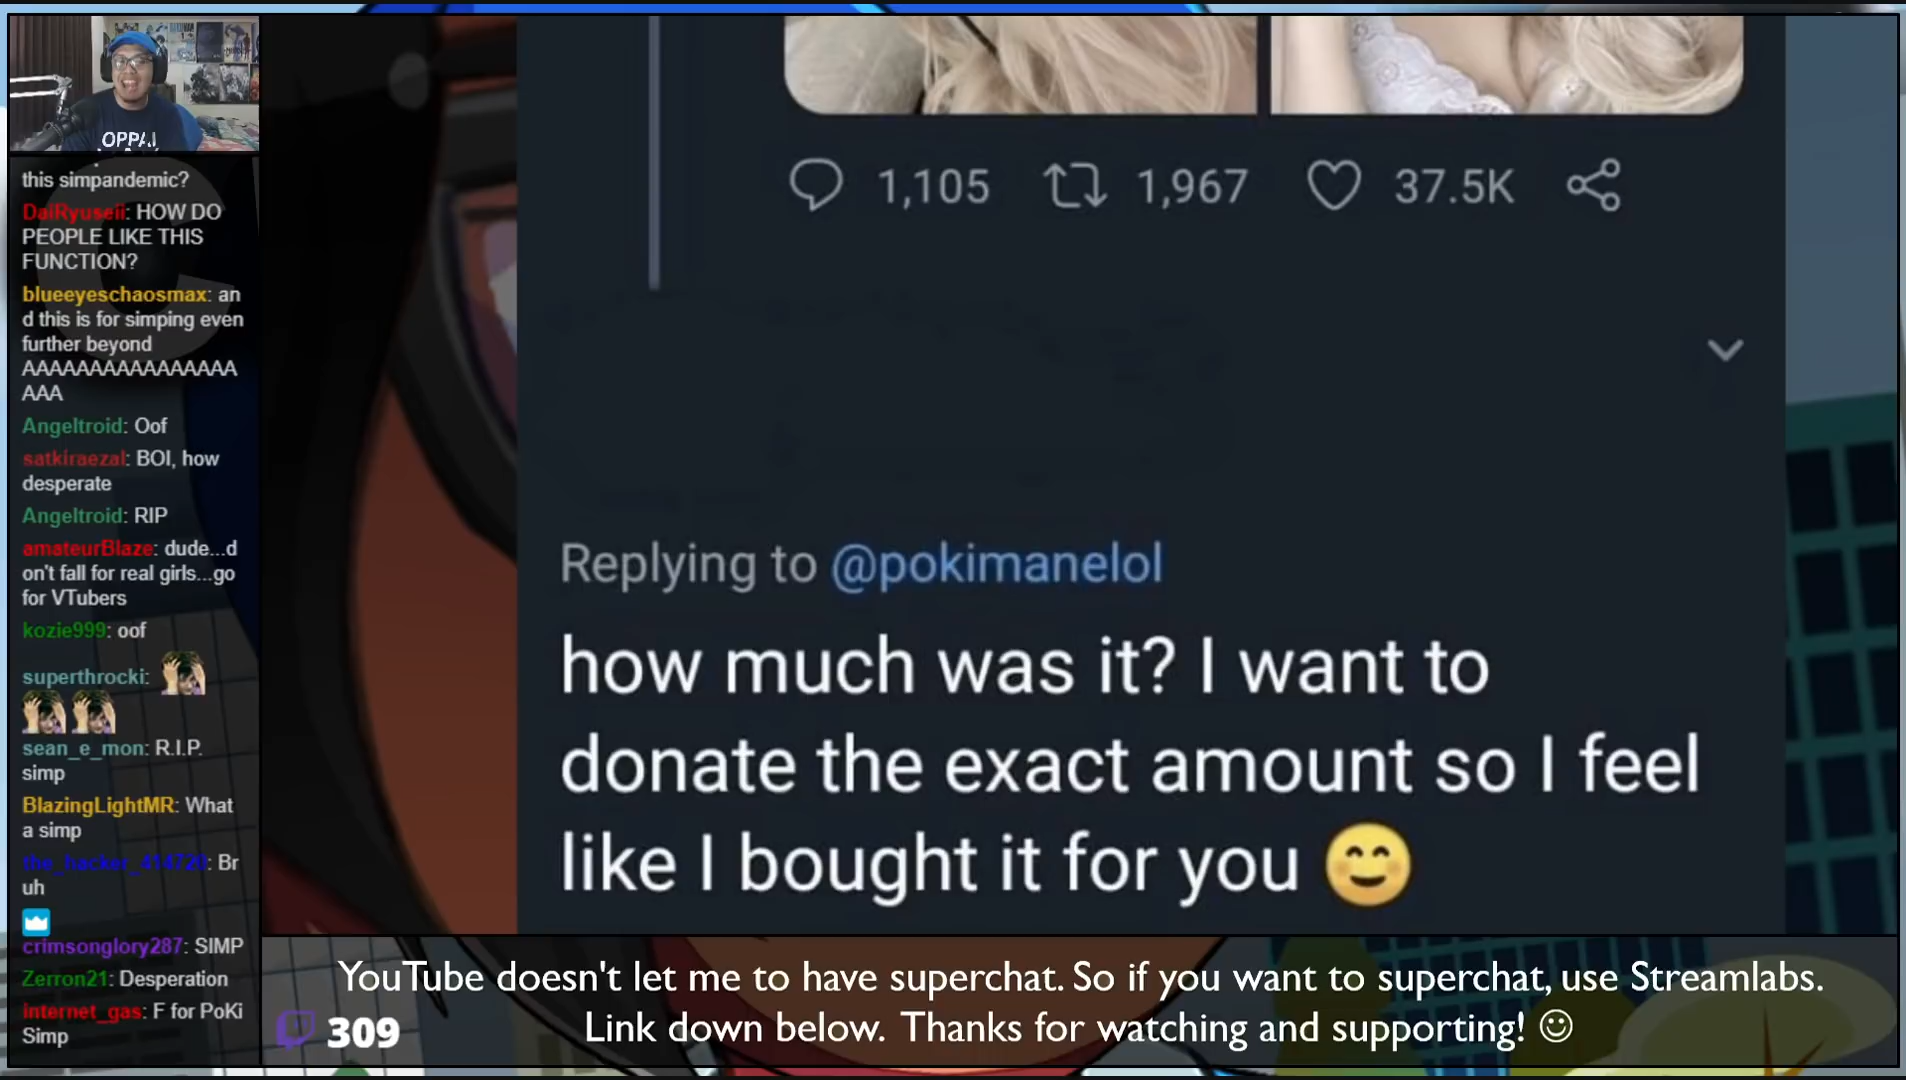 OPPAI
this simpandemic?
DaiRyuseii: HOW DO
PEOPLE LIKE THIS
FUNCTION?
blueeyeschaosmax: an
d this is for simping even
further beyond
AAAAAAAAAAAAAAAA
AAA
Angeltroid: Oof
satkiraezal: BOI, how
desperate
Angeltroid: RIP
amateurBlaze: dude...d
on't fall for real girls...go
for VTubers
kozie999: oof
superthrocki:
sean_e_mon: R.I.P.
simp
BlazingLightMR: What
a simp
the_hacker_414720: Br
uh
crimsonglory287: SIMP
Zerron21: Desperation
internet_gas: F for PoKi
Simp
1,105 1,967 37.5K
Replying to @pokimanelol
how much was it? I want to
donate the exact amount so I feel
like I bought it for you 😊
YouTube doesn't let me to have superchat. So if you want to superchat, use Streamlabs.
Link down below. Thanks for watching and supporting! ☺
309